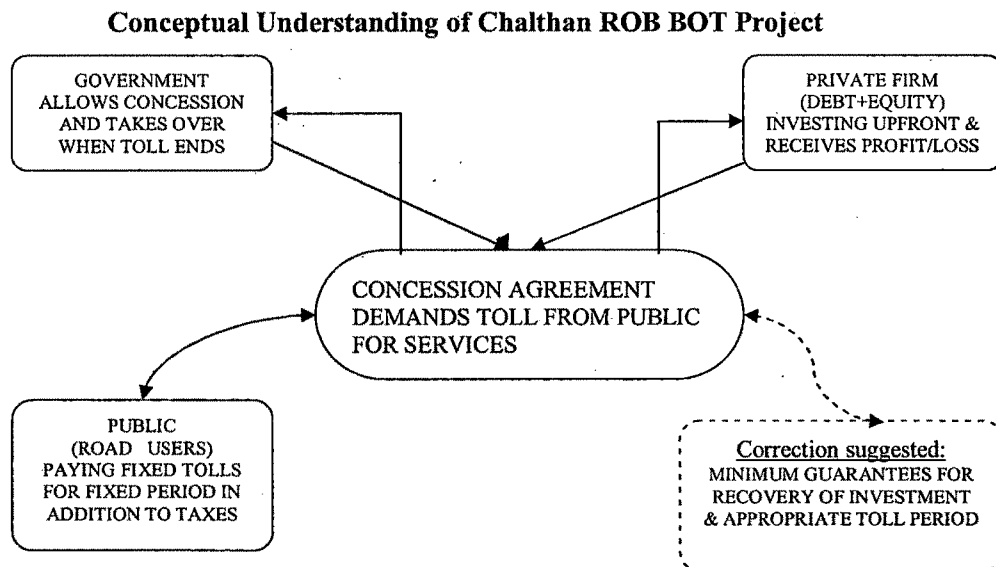 Conceptual Understanding of Chalthan ROB BOT Project
GOVERNMENT
ALLOWS CONCESSION
AND TAKES OVER
WHEN TOLL ENDS
PRIVATE FIRM
(DEBT+EQUITY)
INVESTING UPFRONT &
RECEIVES PROFIT/LOSS
CONCESSION AGREEMENT
DEMANDS TOLL FROM PUBLIC
FOR SERVICES
PUBLIC
(ROAD USERS)
PAYING FIXED TOLLS
FOR FIXED PERIOD IN
ADDITION TO TAXES
Correction suggested:
MINIMUM GUARANTEES FOR
RECOVERY OF INVESTMENT
& APPROPRIATE TOLL PERIOD